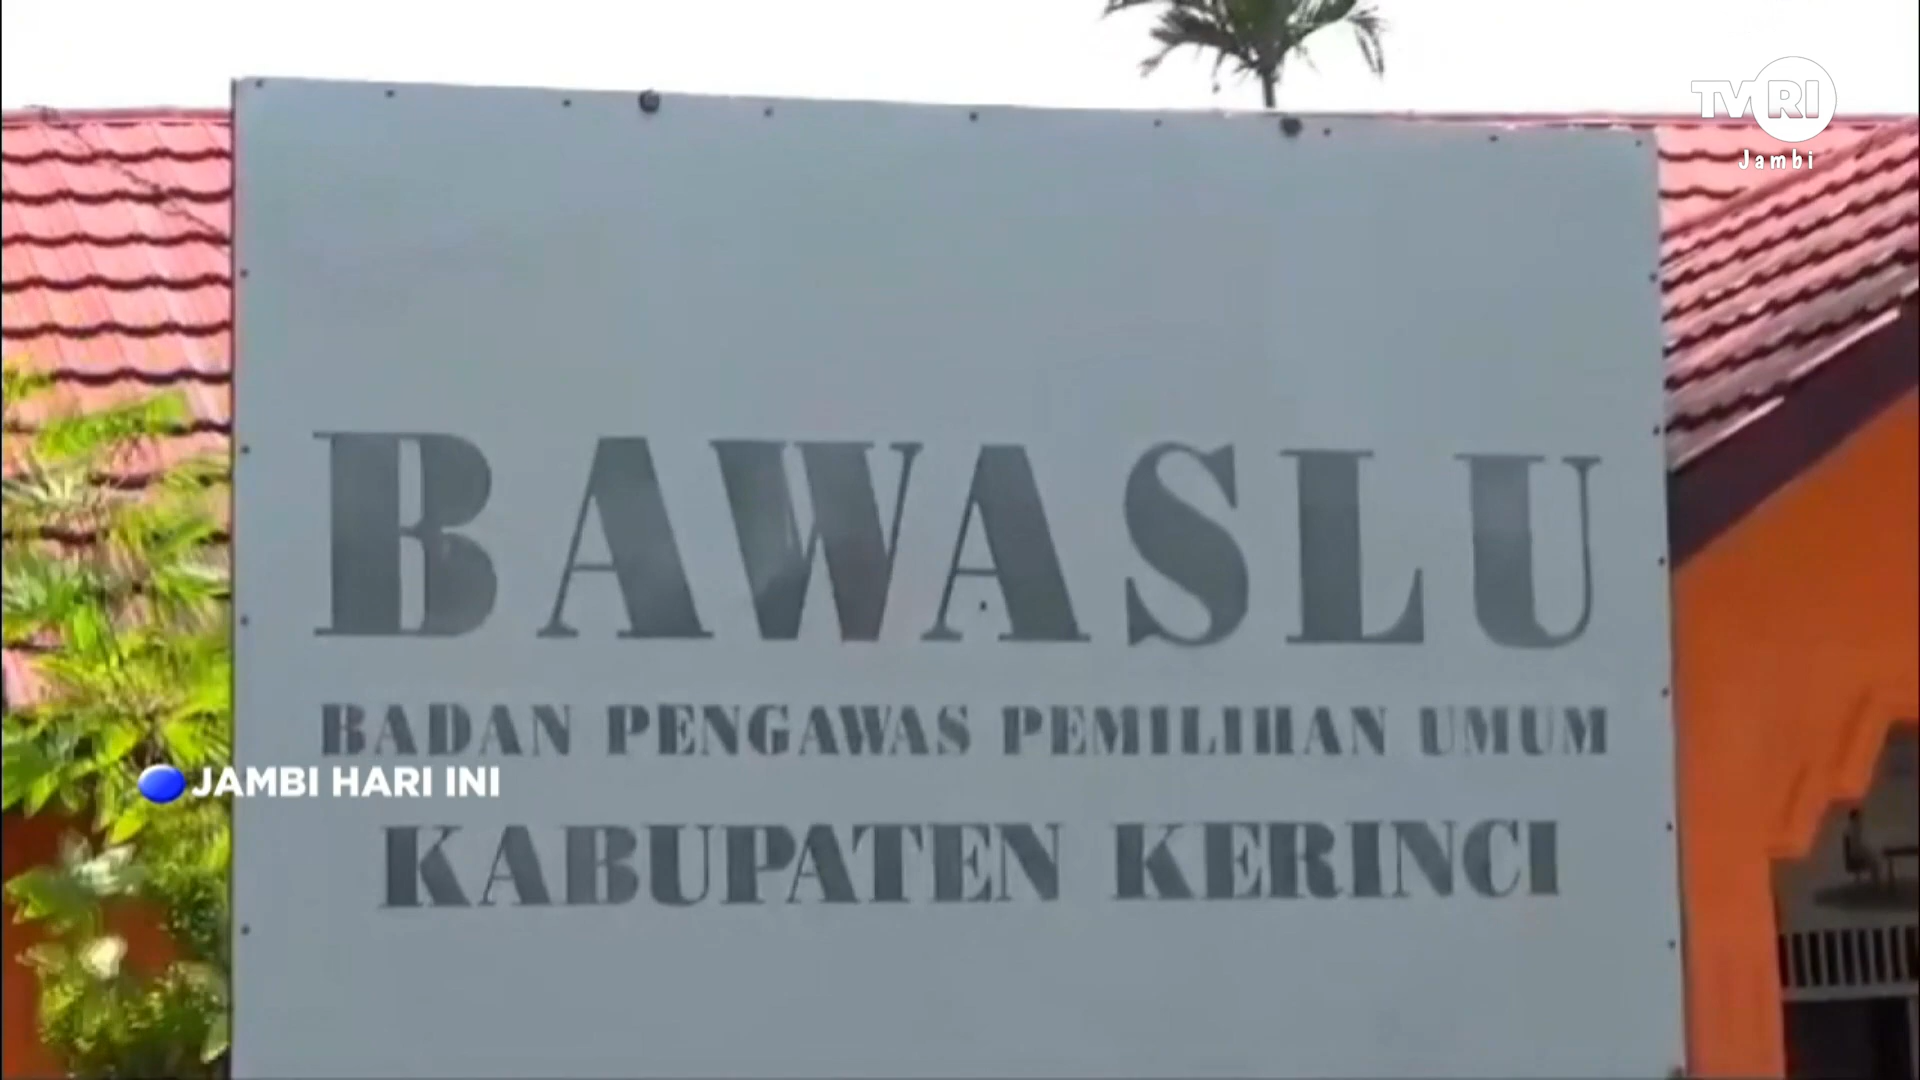 TVRI
Jambi
BAWASLU
BADAN PENGAWAS PEMILIHAN UMUM
JAMBI HARI INI
KABUPATEN KERINCI